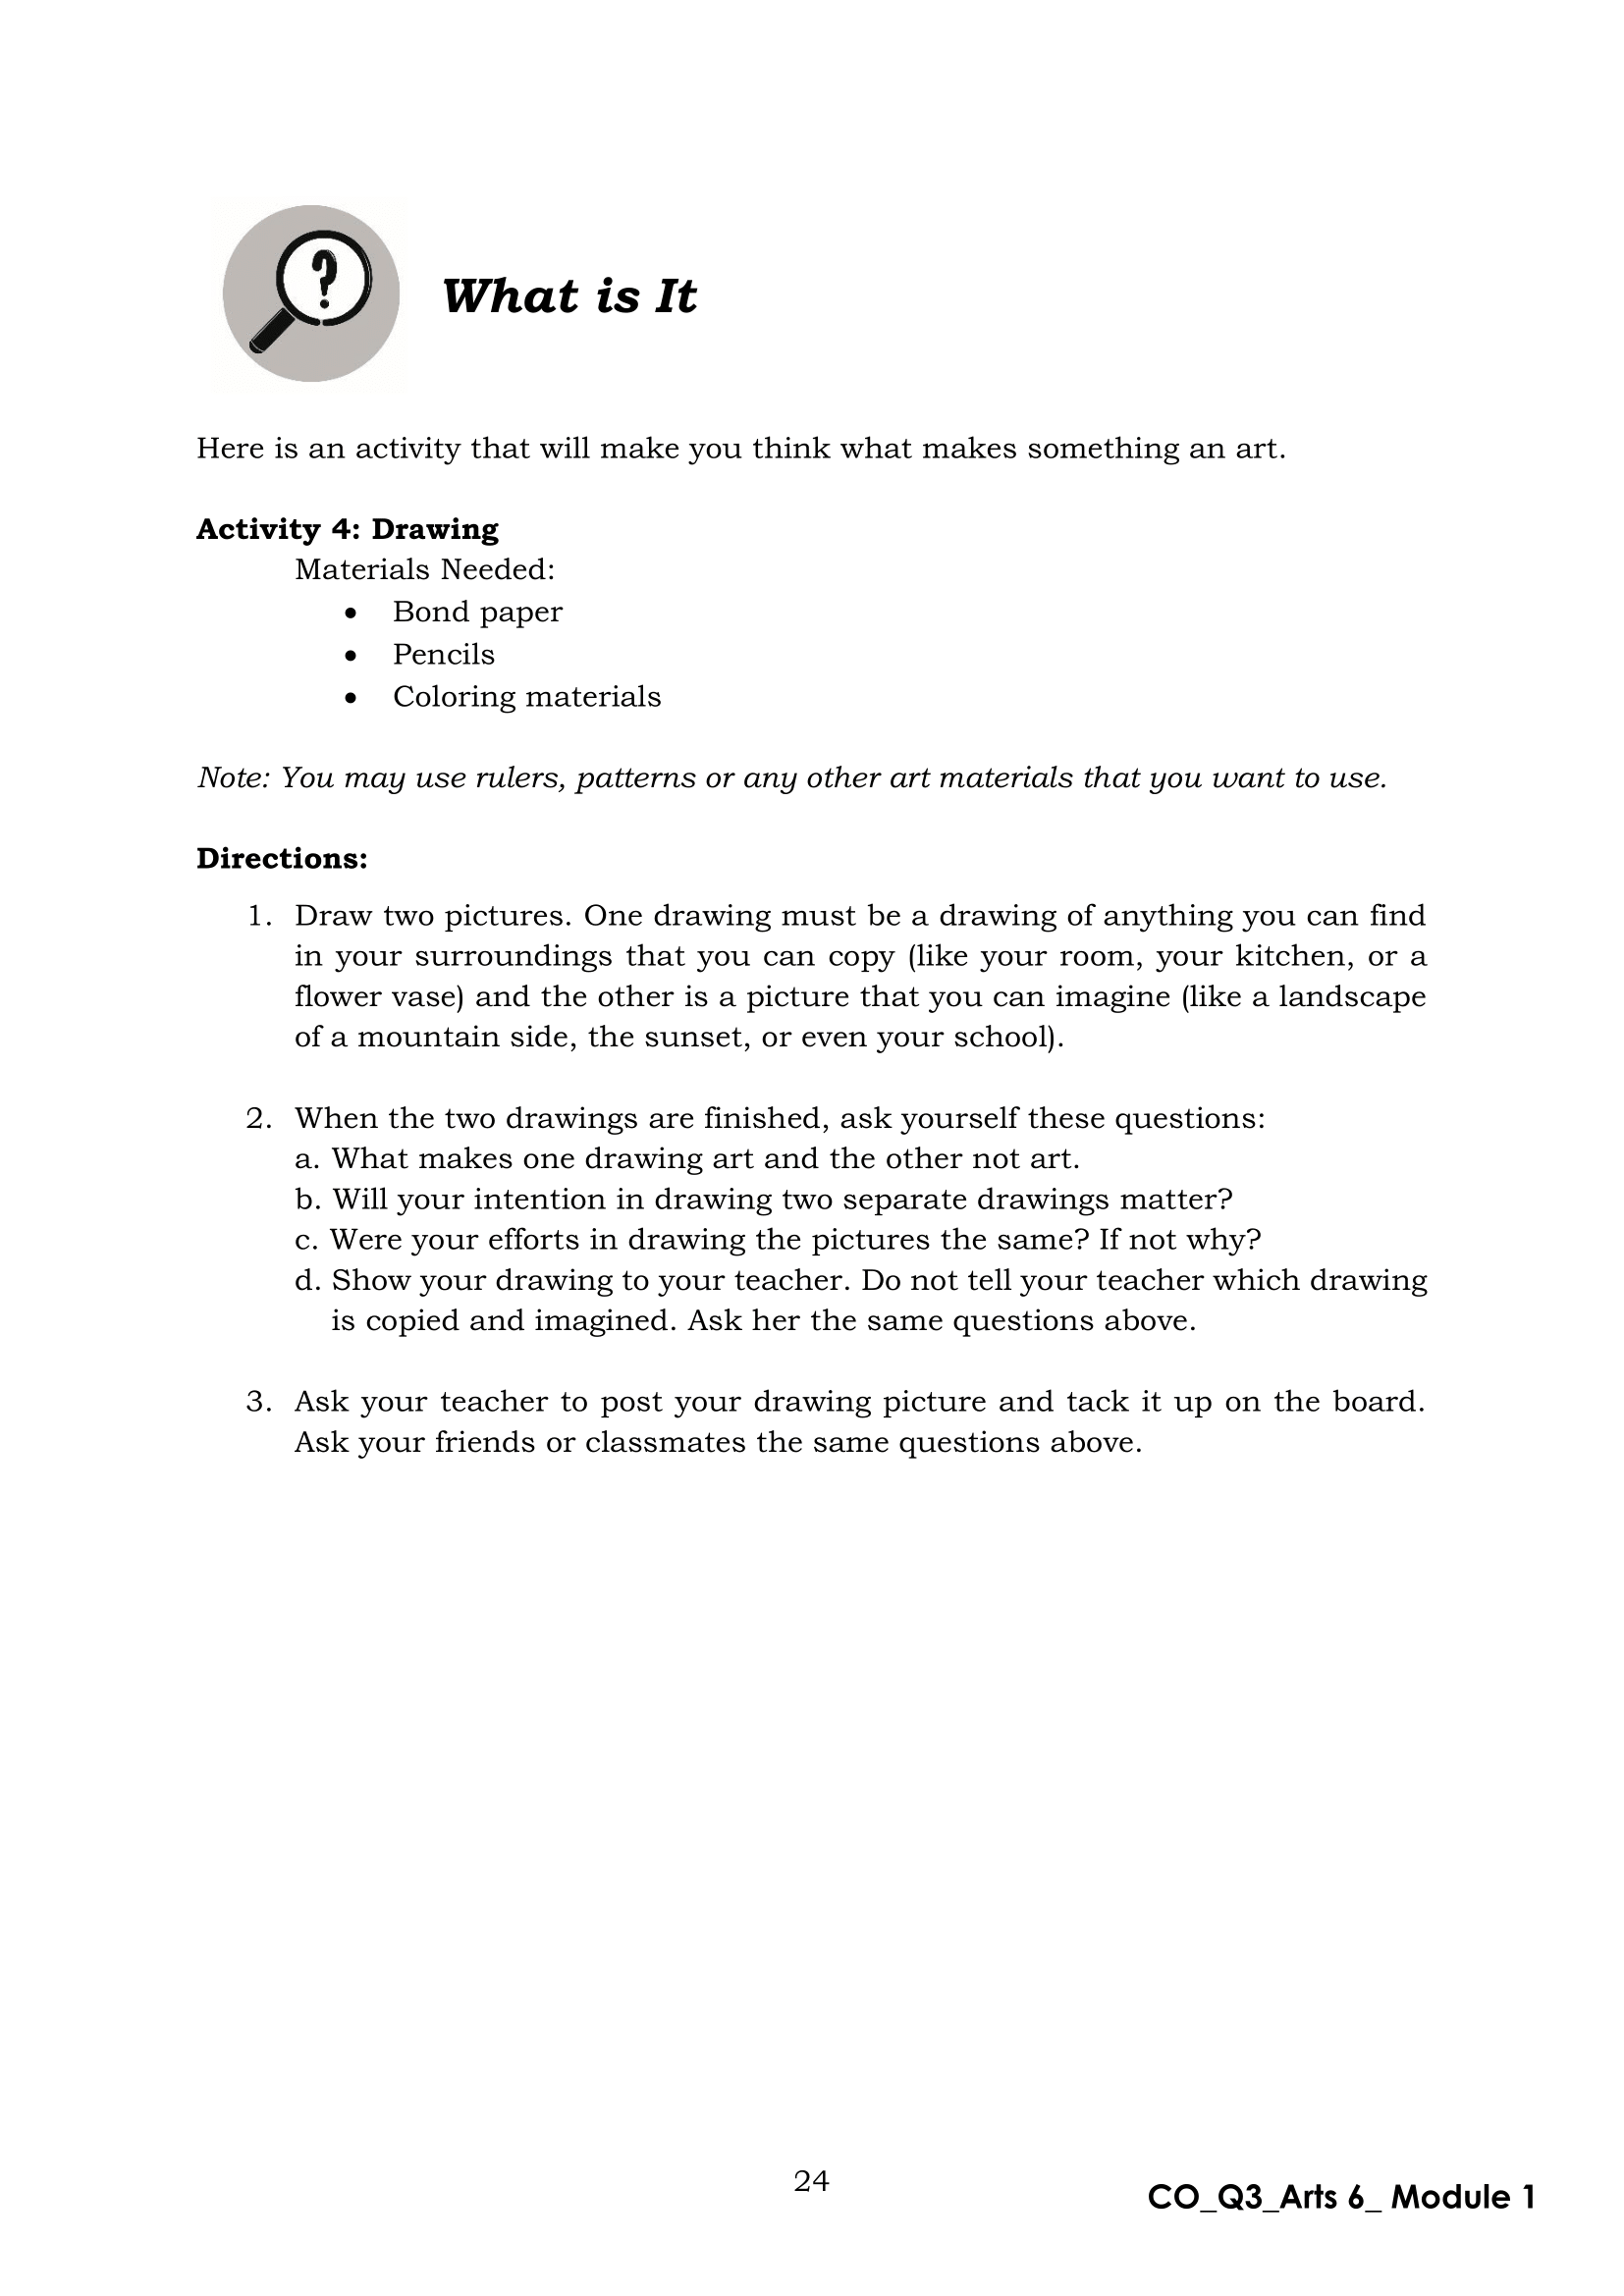 ?
What is It
Here is an activity that will make you think what makes something an art.
Activity 4: Drawing
Materials Needed:
• Bond paper
• Pencils
• Coloring materials
Note: You may use rulers, patterns or any other art materials that you want to use.
Directions:
1. Draw two pictures. One drawing must be a drawing of anything you can find
in your surroundings that you can copy (like your room, your kitchen, or a
flower vase) and the other is a picture that you can imagine (like a landscape
of a mountain side, the sunset, or even your school).
2. When the two drawings are finished, ask yourself these questions:
a. What makes one drawing art and the other not art.
b. Will your intention in drawing two separate drawings matter?
c. Were your efforts in drawing the pictures the same? If not why?
d. Show your drawing to your teacher. Do not tell your teacher which drawing
is copied and imagined. Ask her the same questions above.
3. Ask your teacher to post your drawing picture and tack it up on the board.
Ask your friends or classmates the same questions above.
24
CO_Q3_Arts 6_ Module 1